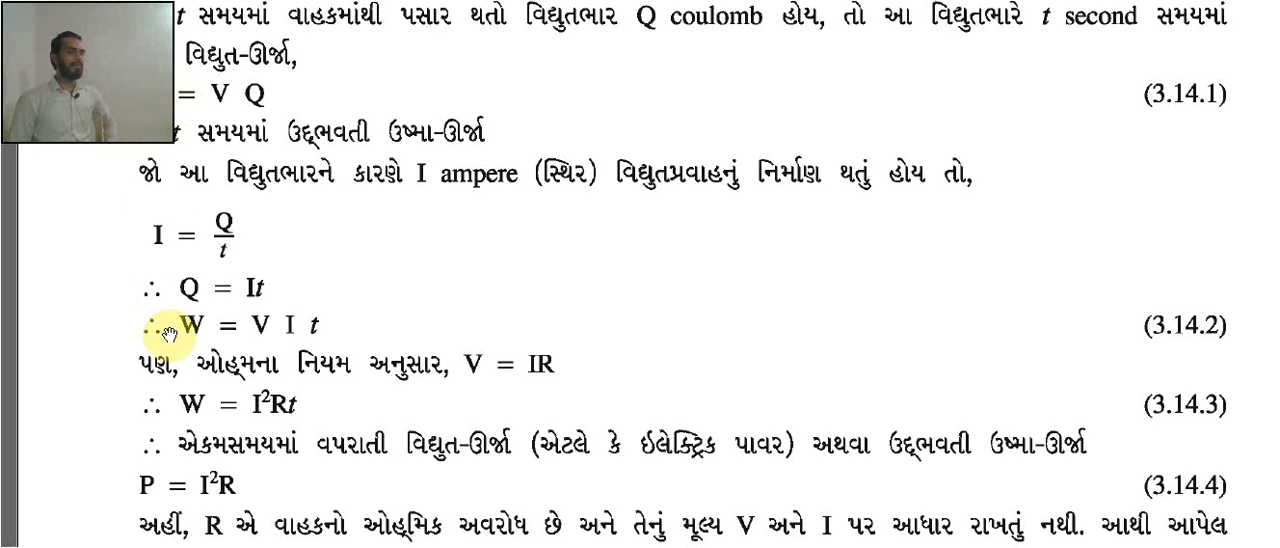 t સમયમાં વાહકમાંથી પસાર થતો વિદ્યુતભાર Q coulomb હોય, તો આ વિદ્યુતભારે t second સમયમાં
વિદ્યુત-ઊર્જા,
= V Q (3.14.1)
t સમયમાં ઉદ્ભવતી ઉષ્મા-ઊર્જા
જો આ વિદ્યુતભારને કારણે I ampere (સ્થિર) વિદ્યુતપ્રવાહનું નિર્માણ થતું હોય તો,
I = Q/t
∴ Q = It
∴ W = V I t (3.14.2)
પણ, ઓહ્‌મના નિયમ અનુસાર, V = IR
∴ W = I²Rt (3.14.3)
∴ એકમસમયમાં વપરાતી વિદ્યુત-ઊર્જા (એટલે કે ઇલેક્ટ્રિક પાવર) અથવા ઉદ્ભવતી ઉષ્મા-ઊર્જા
P = I²R (3.14.4)
અહીં, R એ વાહકનો ઓહ્‌મિક અવરોધ છે અને તેનું મૂલ્ય V અને I પર આધાર રાખતું નથી. આથી આપેલ